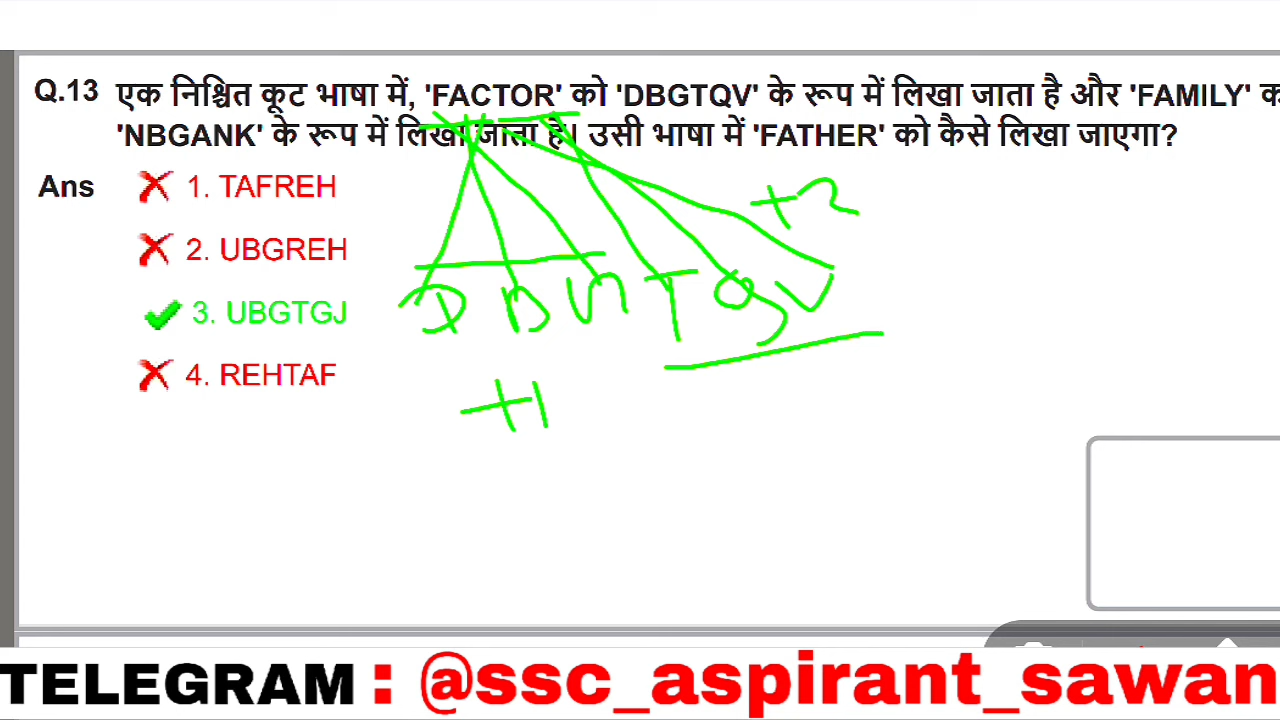 Q.13 एक निश्चित कूट भाषा में, 'FACTOR' को 'DBGTQV' के रूप में लिखा जाता है और 'FAMILY' क
'NBGANK' के रूप में लिखा जाता है। उसी भाषा में 'FATHER' को कैसे लिखा जाएगा?
Ans 1. TAFREH
2. UBGREH
+2
3. UBGTGJ
D B G T Q V
4. REHTAF
+1
TELEGRAM : @ssc_aspirant_sawan